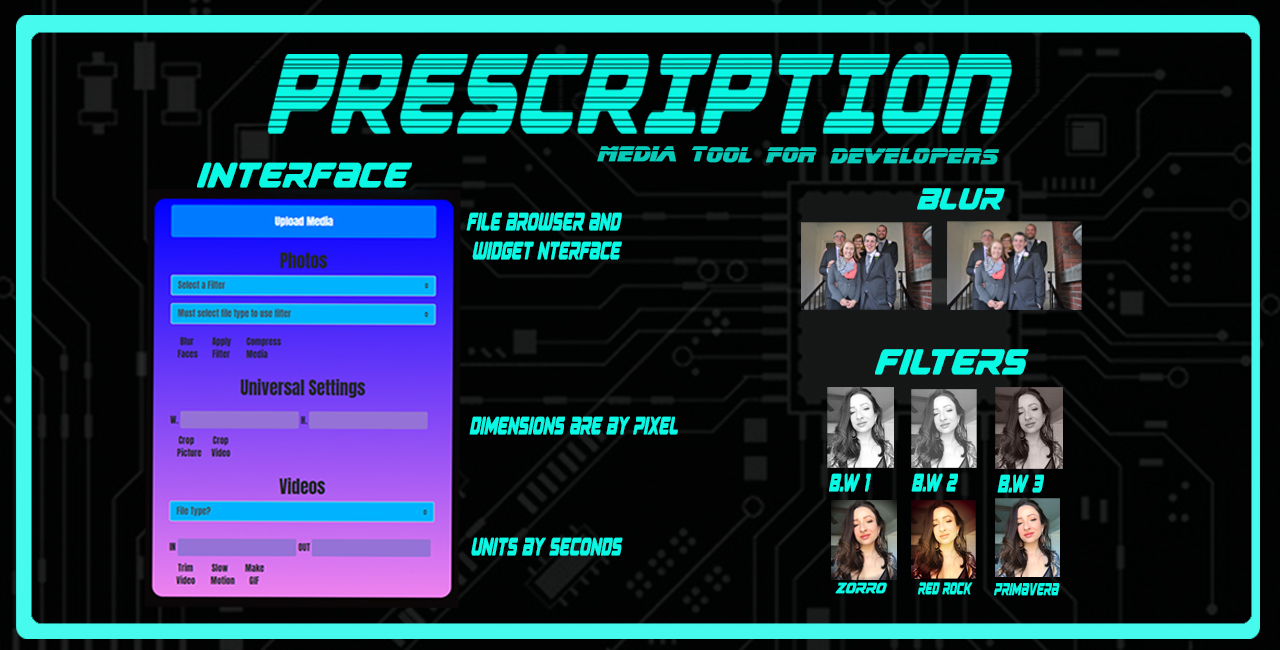 PRESCRIPTION
MEDIA TOOL FOR DEVELOPERS
INTERFACE
Upload Media
Photos
Select a Filter
Must select file type to use filter
Blur Faces
Apply Filter
Compress Media
Universal Settings
W.
H.
Crop Picture
Crop Video
Videos
File Type?
IN
OUT
Trim Video
Slow Motion
Make GIF
FILE BROWSER AND
WIDGET NTERFACE
DIMENSIONS ARE BY PIXEL
UNITS BY SECONDS
BLUR
FILTERS
B.W 1
B.W 2
B.W 3
ZORRO
RED ROCK
PRIMAVERA